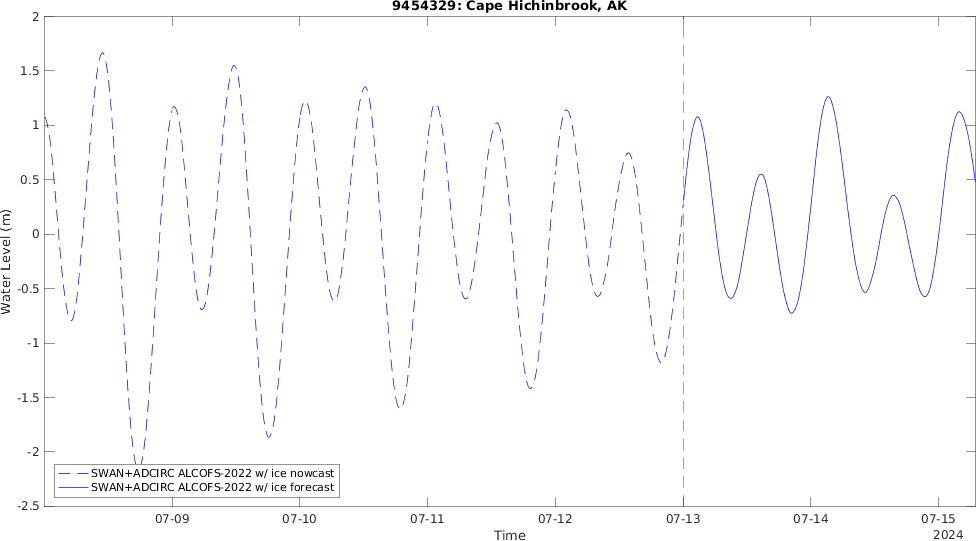 9454329: Cape Hichinbrook, AK
2
1.5
1
0.5
0
-0.5
-1
-1.5
-2
-2.5
Water Level (m)
SWAN+ADCIRC ALCOFS-2022 w/ ice nowcast
SWAN+ADCIRC ALCOFS-2022 w/ ice forecast
07-09 07-10 07-11 07-12 07-13 07-14 07-15
Time
2024